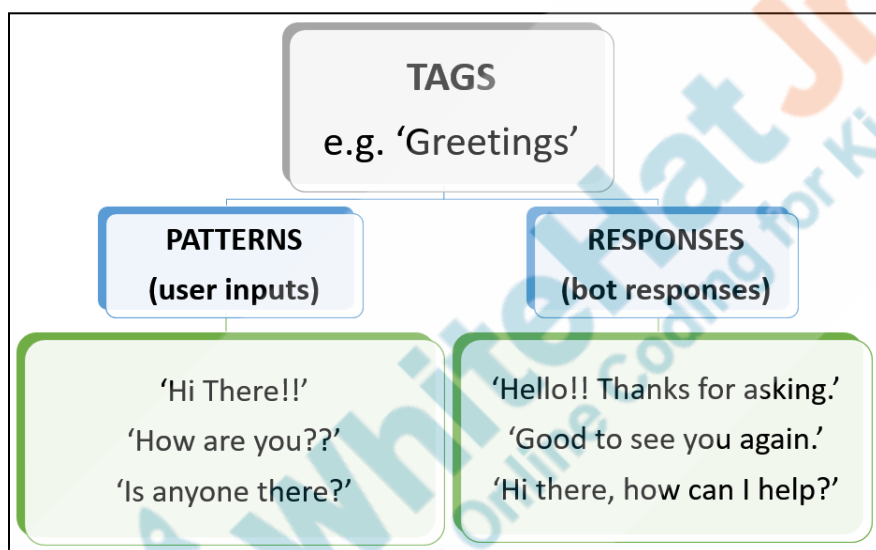 TAGS
e.g. ‘Greetings’
PATTERNS
(user inputs)
RESPONSES
(bot responses)
‘Hi There!!’
‘How are you??’
‘Is anyone there?’
‘Hello!! Thanks for asking.’
‘Good to see you again.’
‘Hi there, how can I help?’
WhiteHat Jr
Online Coding for Ki